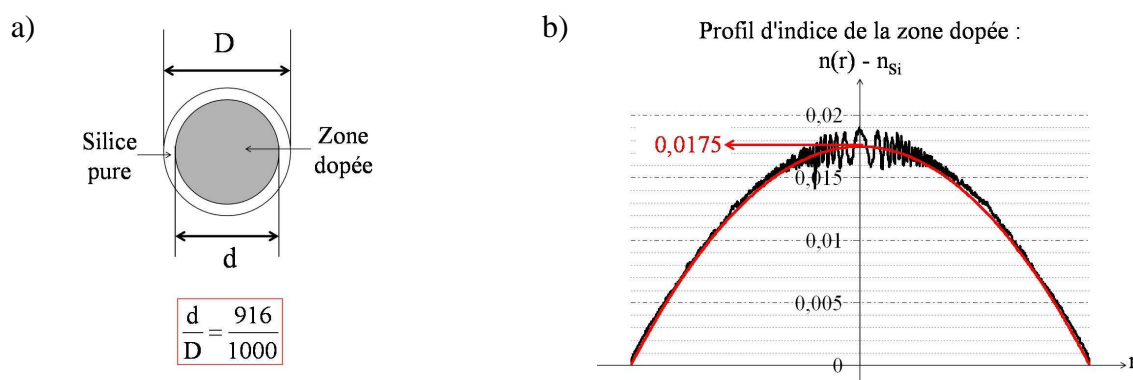 a)
D
Silice
pure
Zone
dopée
d
d/D = 916/1000
b)
Profil d'indice de la zone dopée :
n(r) - nSi
0,02
0,0175
0,015
0,01
0,005
0
r